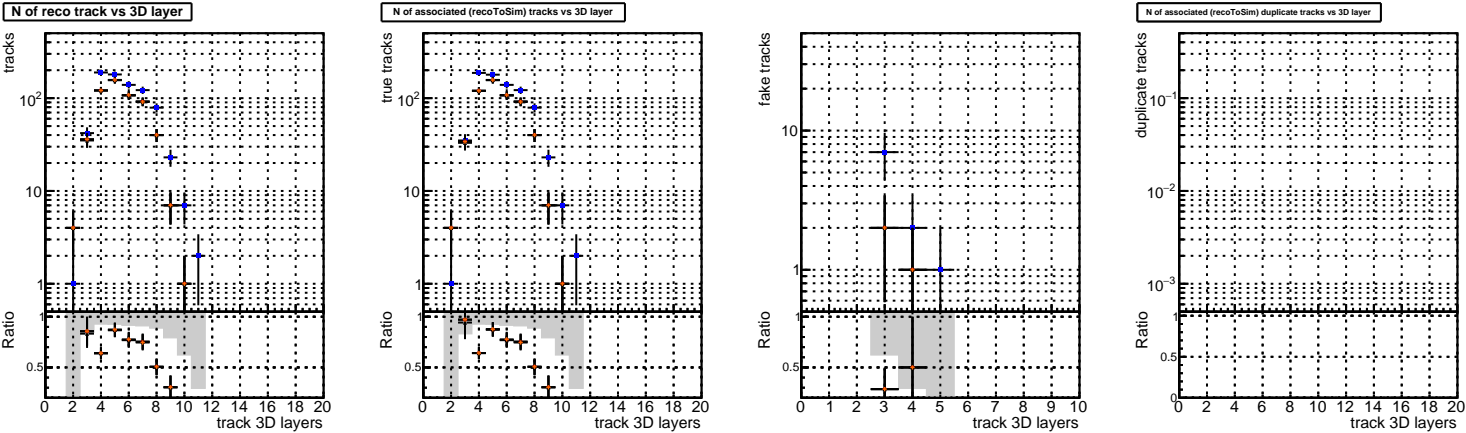 N of reco track vs 3D layer
tracks
10²
10
1
Ratio
1
0.5
0 2 4 6 8 10 12 14 16 18 20
track 3D layers
N of associated (recoToSim) tracks vs 3D layer
true tracks
10²
10
1
Ratio
1
0.5
0 2 4 6 8 10 12 14 16 18 20
track 3D layers
fake tracks
10
1
Ratio
1
0.5
0 1 2 3 4 5 6 7 8 9 10
track 3D layers
N of associated (recoToSim) duplicate tracks vs 3D layer
duplicate tracks
10⁻¹
10⁻²
10⁻³
Ratio
1
0.5
0
0 2 4 6 8 10 12 14 16 18 20
track 3D layers